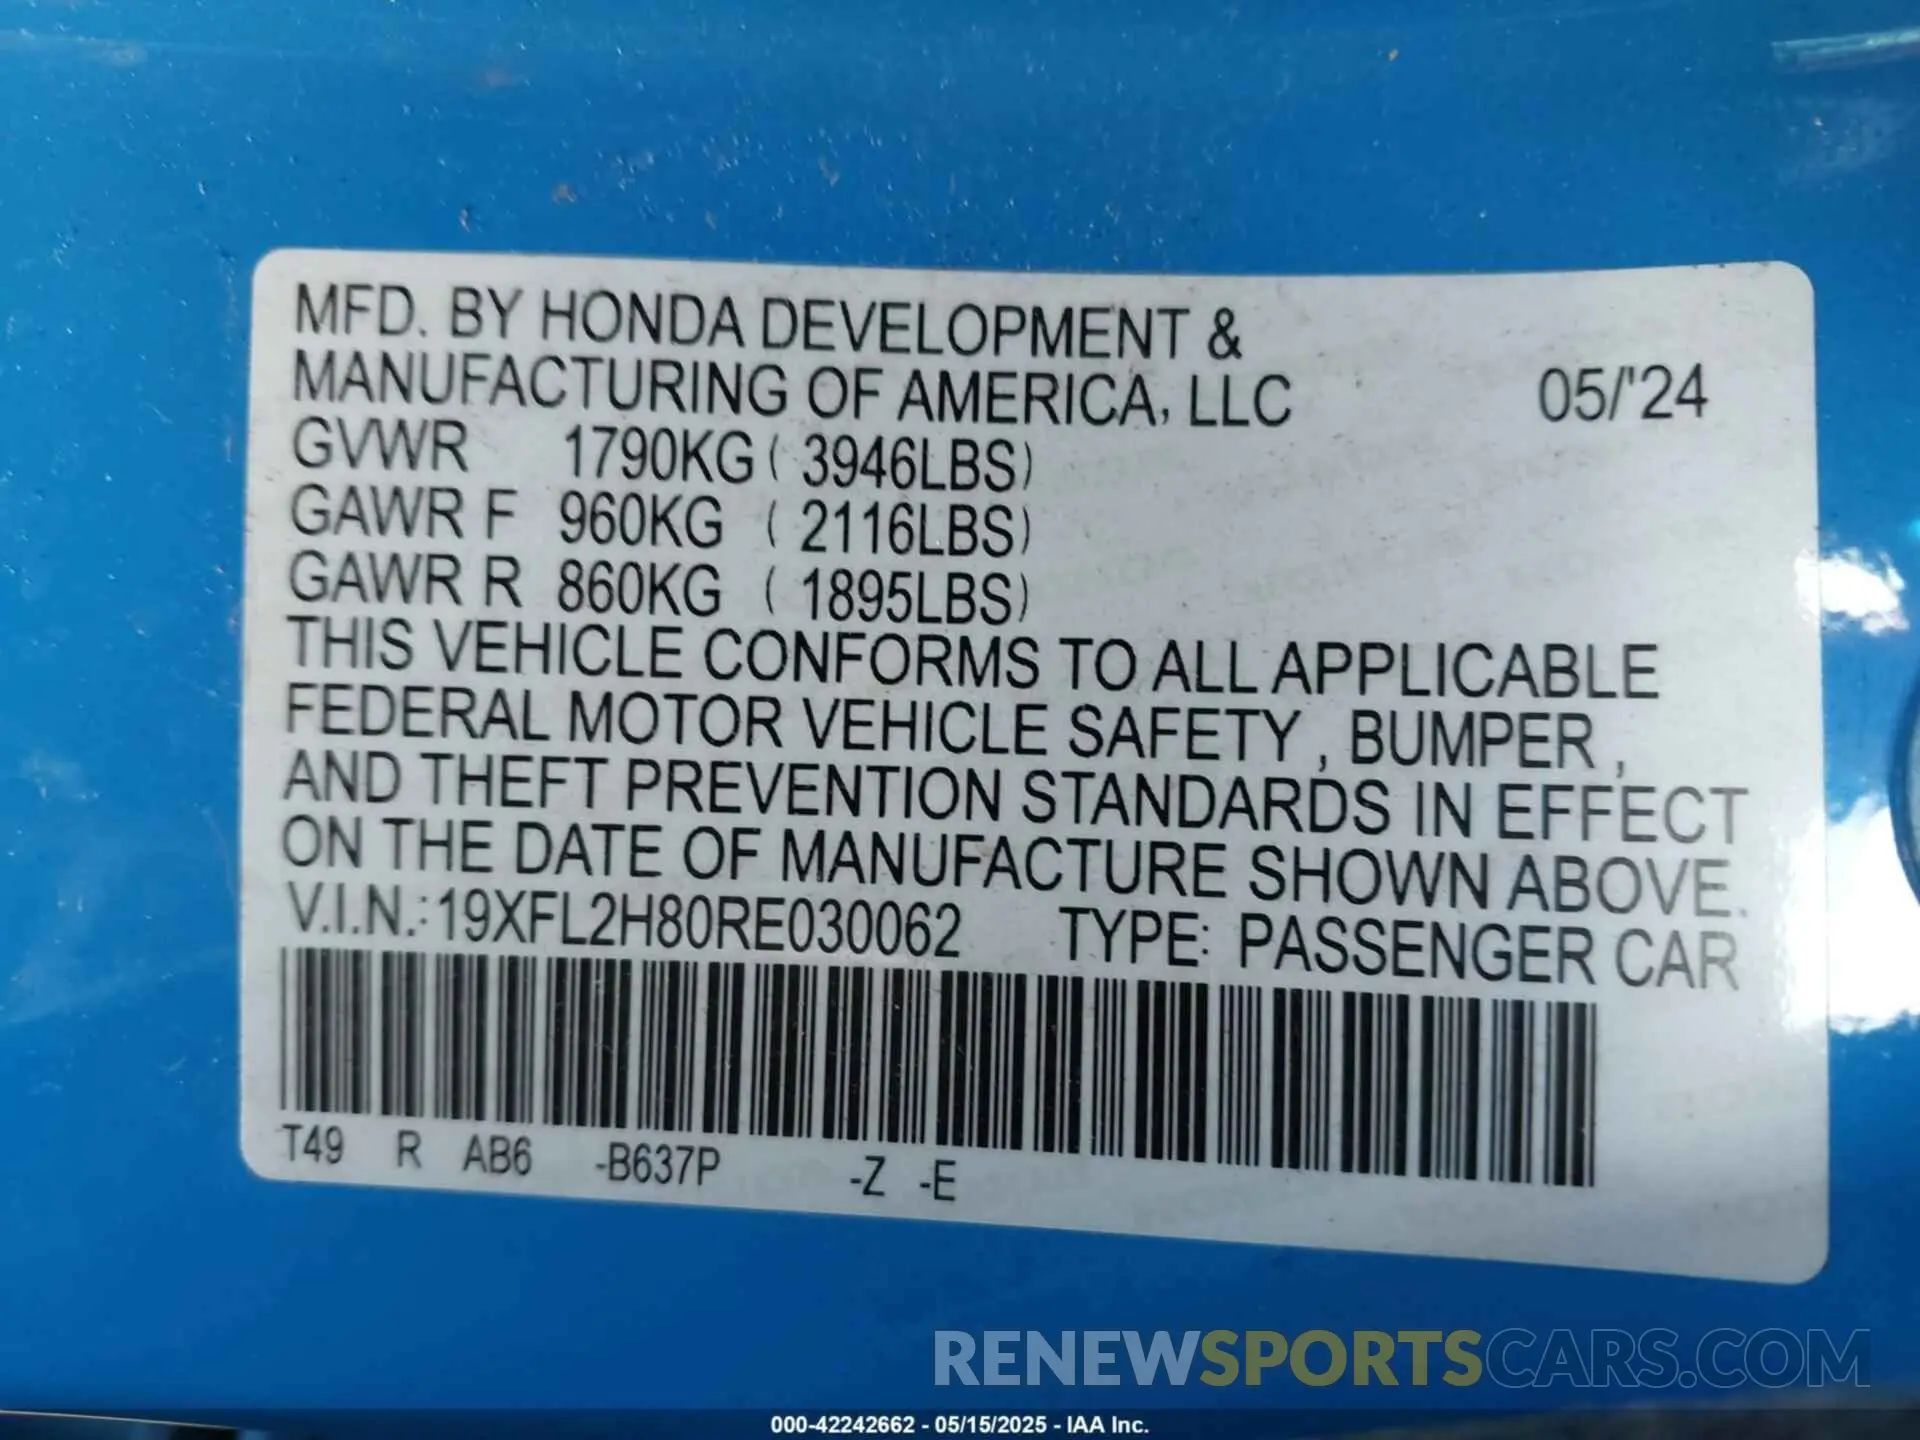 MFD. BY HONDA DEVELOPMENT &
MANUFACTURING OF AMERICA, LLC 05/'24
GVWR 1790KG ( 3946LBS)
GAWR F 960KG ( 2116LBS)
GAWR R 860KG ( 1895LBS)
THIS VEHICLE CONFORMS TO ALL APPLICABLE
FEDERAL MOTOR VEHICLE SAFETY , BUMPER ,
AND THEFT PREVENTION STANDARDS IN EFFECT
ON THE DATE OF MANUFACTURE SHOWN ABOVE.
V.I.N.: 19XFL2H80RE030062 TYPE: PASSENGER CAR
T49 R AB6 -B637P -Z -E
RENEWSPORTSCARS.COM
000-42242662 - 05/15/2025 - IAA Inc.